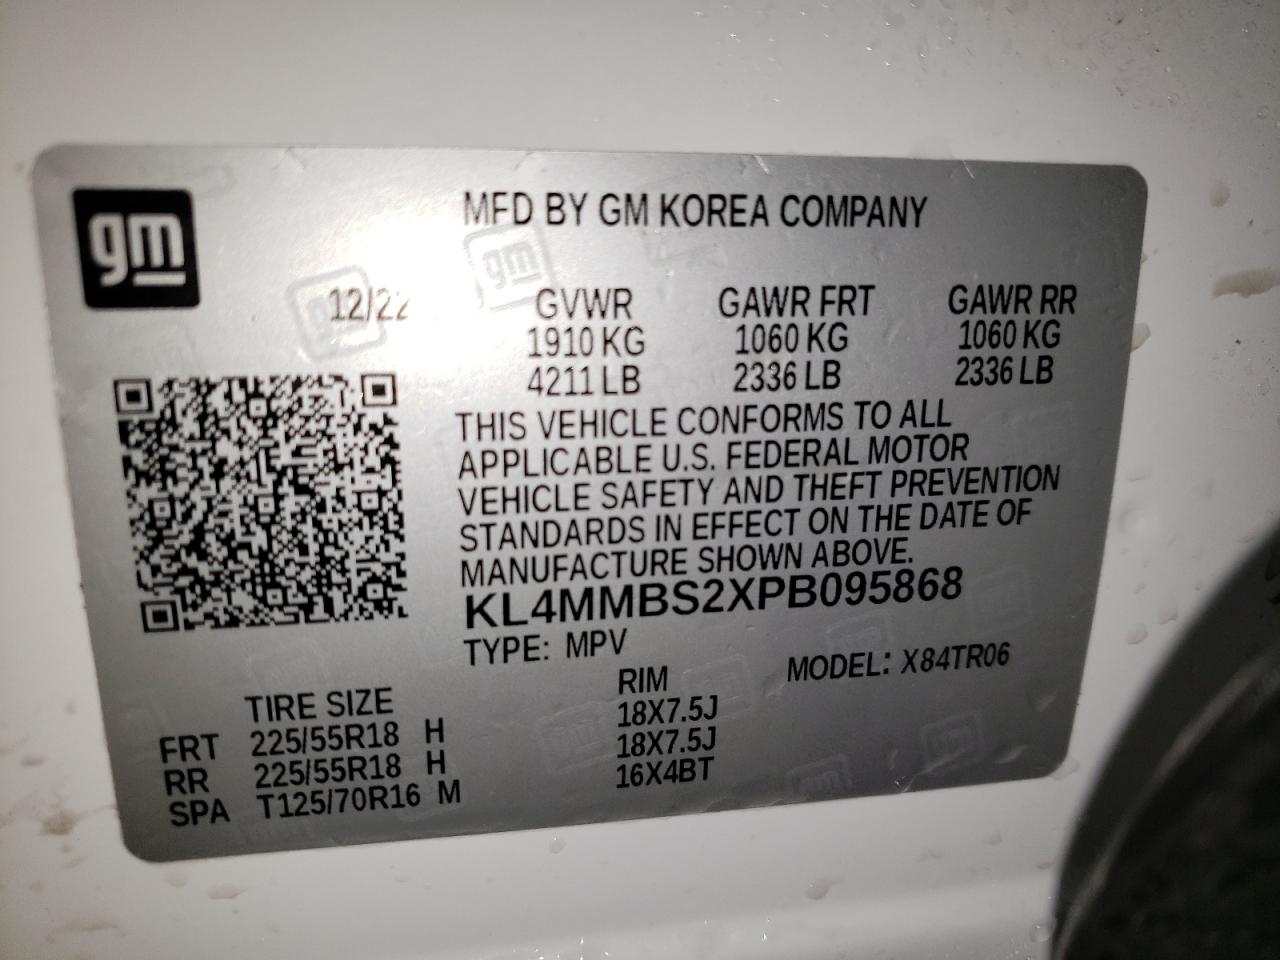 gm
MFD BY GM KOREA COMPANY
12/22
GVWR GAWR FRT GAWR RR
1910 KG 1060 KG 1060 KG
4211 LB 2336 LB 2336 LB
THIS VEHICLE CONFORMS TO ALL
APPLICABLE U.S. FEDERAL MOTOR
VEHICLE SAFETY AND THEFT PREVENTION
STANDARDS IN EFFECT ON THE DATE OF
MANUFACTURE SHOWN ABOVE.
KL4MMBS2XPB095868
TYPE: MPV
MODEL: X84TR06
TIRE SIZE RIM
FRT 225/55R18 H 18X7.5J
RR 225/55R18 H 18X7.5J
SPA T125/70R16 M 16X4BT